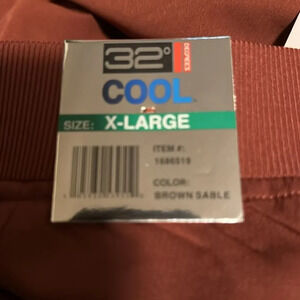 32°
DEGREES
COOL
SIZE: X-LARGE
ITEM #:
1686519
COLOR:
BROWN SABLE